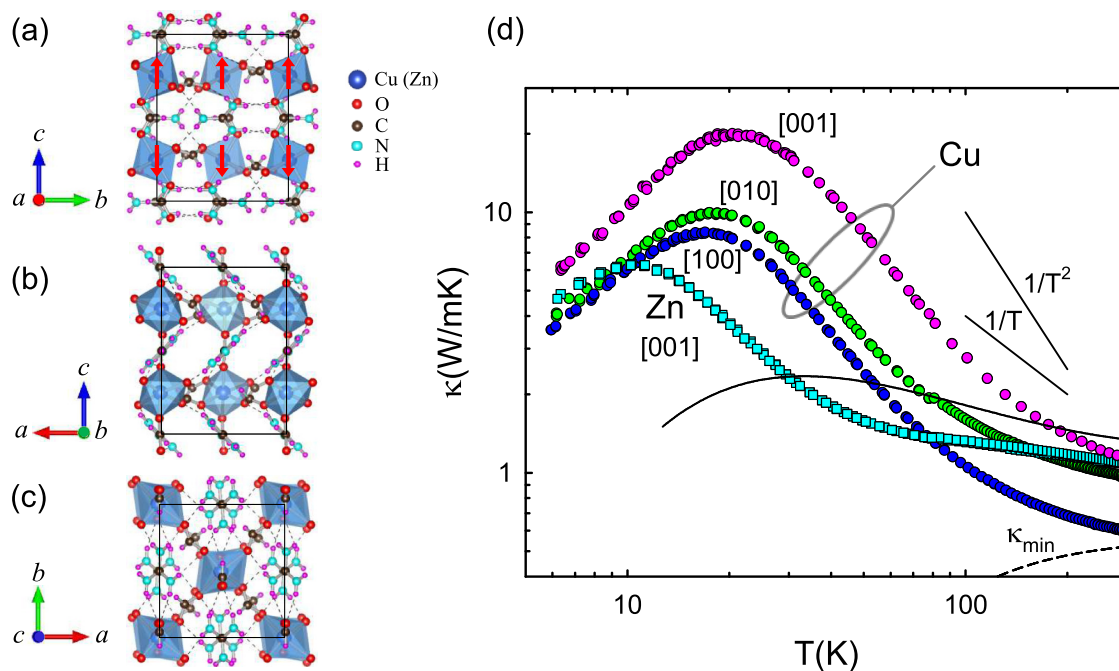 (a)
c
a
b
Cu (Zn)
O
C
N
H
(b)
c
a
b
(c)
b
c
a
(d)
κ(W/mK)
10
1
[001]
Cu
[010]
[100]
Zn
[001]
1/T²
1/T
κmin
10
100
T(K)